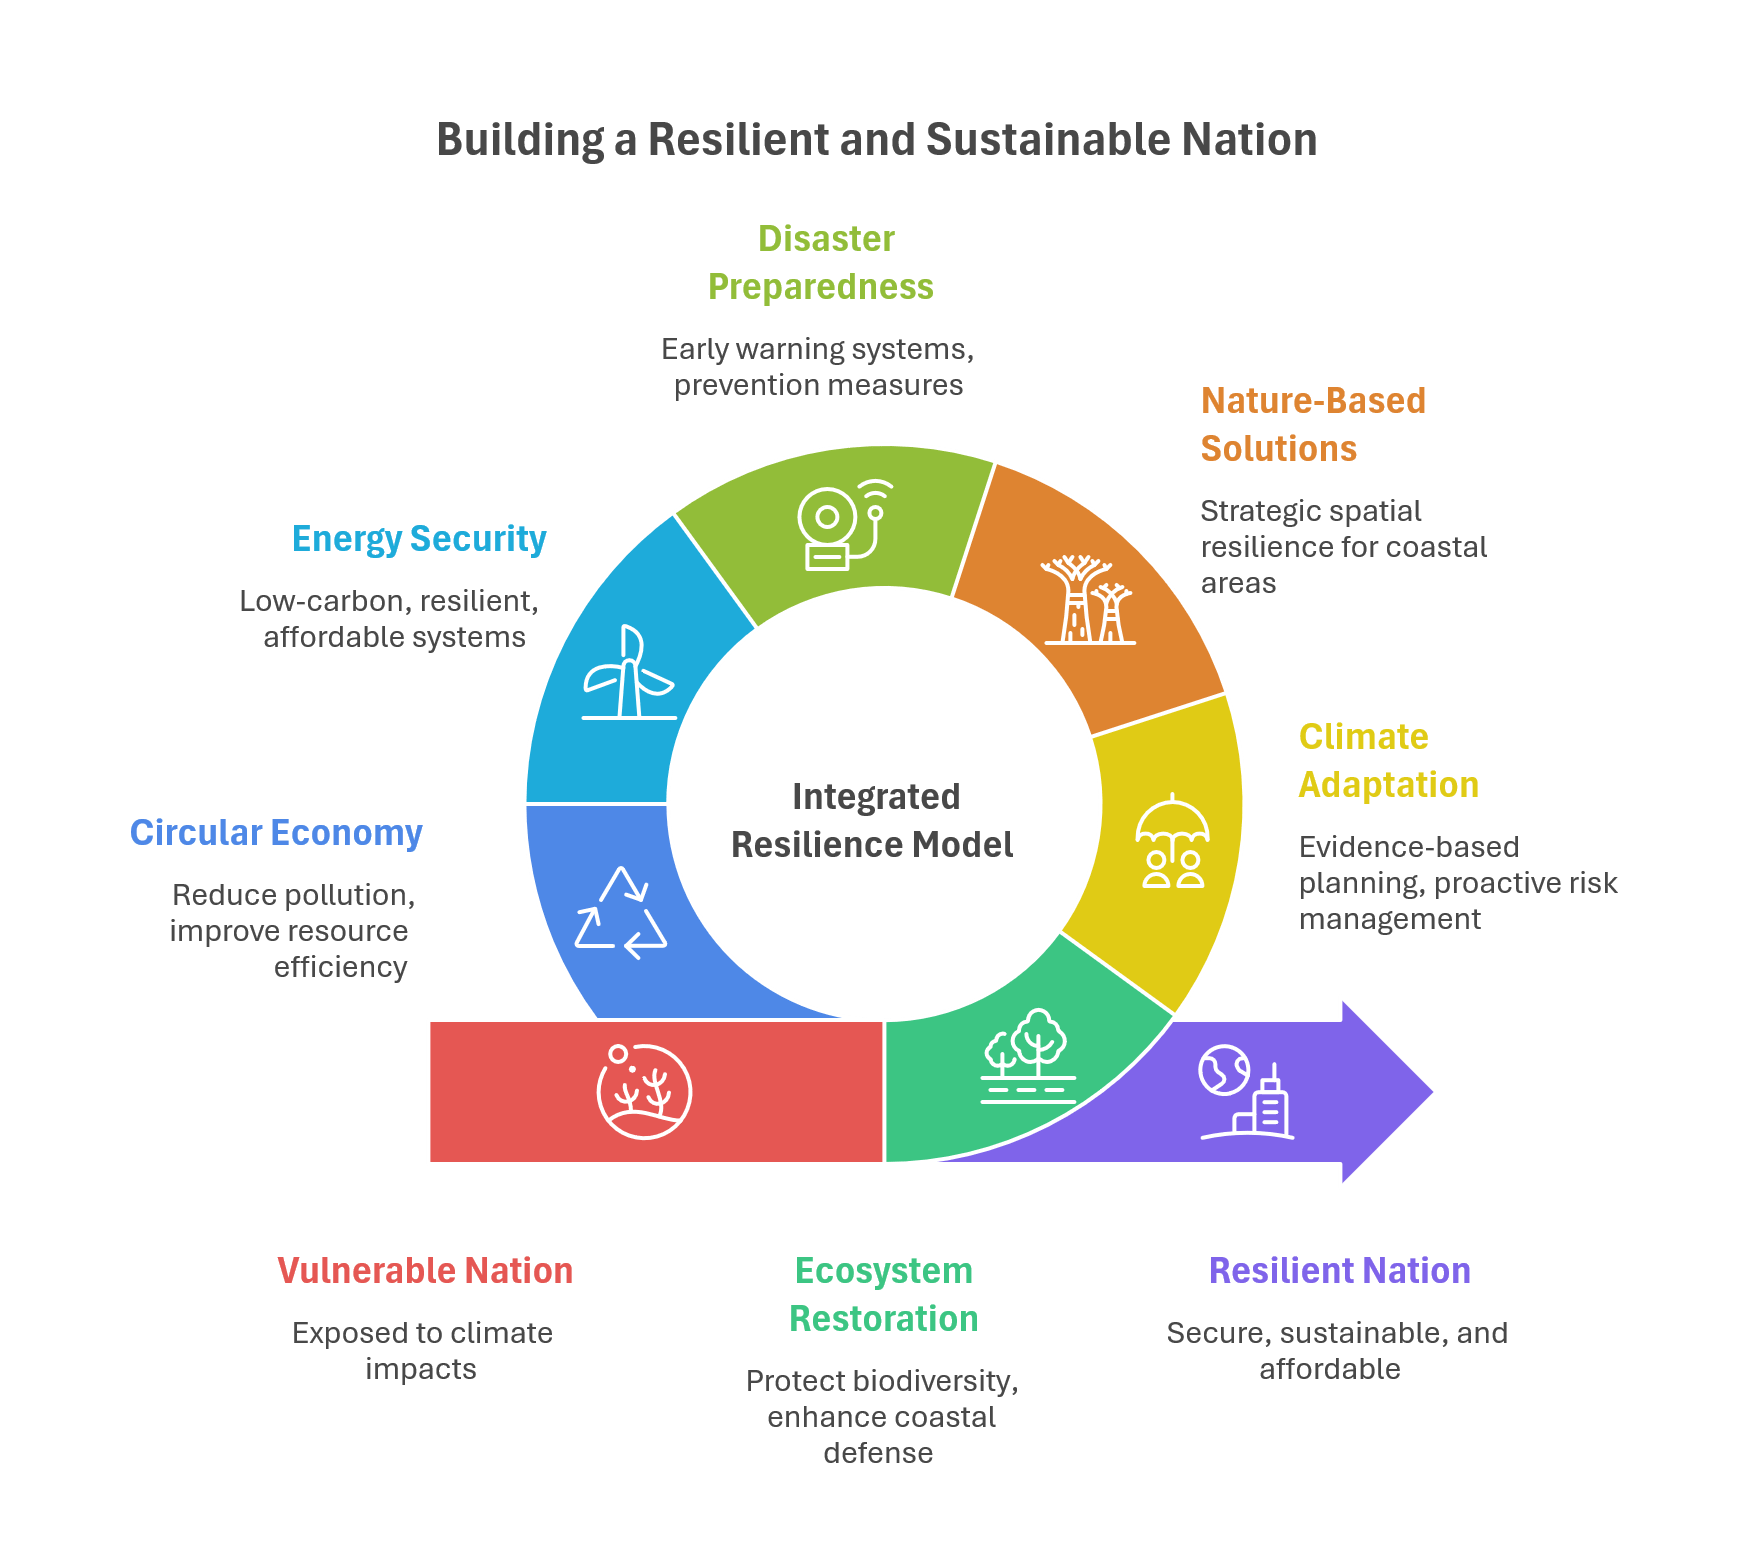 Building a Resilient and Sustainable Nation
Disaster
Preparedness
Early warning systems,
prevention measures
Nature-Based
Solutions
Strategic spatial
resilience for coastal
areas
Energy Security
Low-carbon, resilient,
affordable systems
Climate
Adaptation
Evidence-based
planning, proactive risk
management
Integrated
Resilience Model
Circular Economy
Reduce pollution,
improve resource
efficiency
Vulnerable Nation
Exposed to climate
impacts
Ecosystem
Restoration
Protect biodiversity,
enhance coastal
defense
Resilient Nation
Secure, sustainable, and
affordable